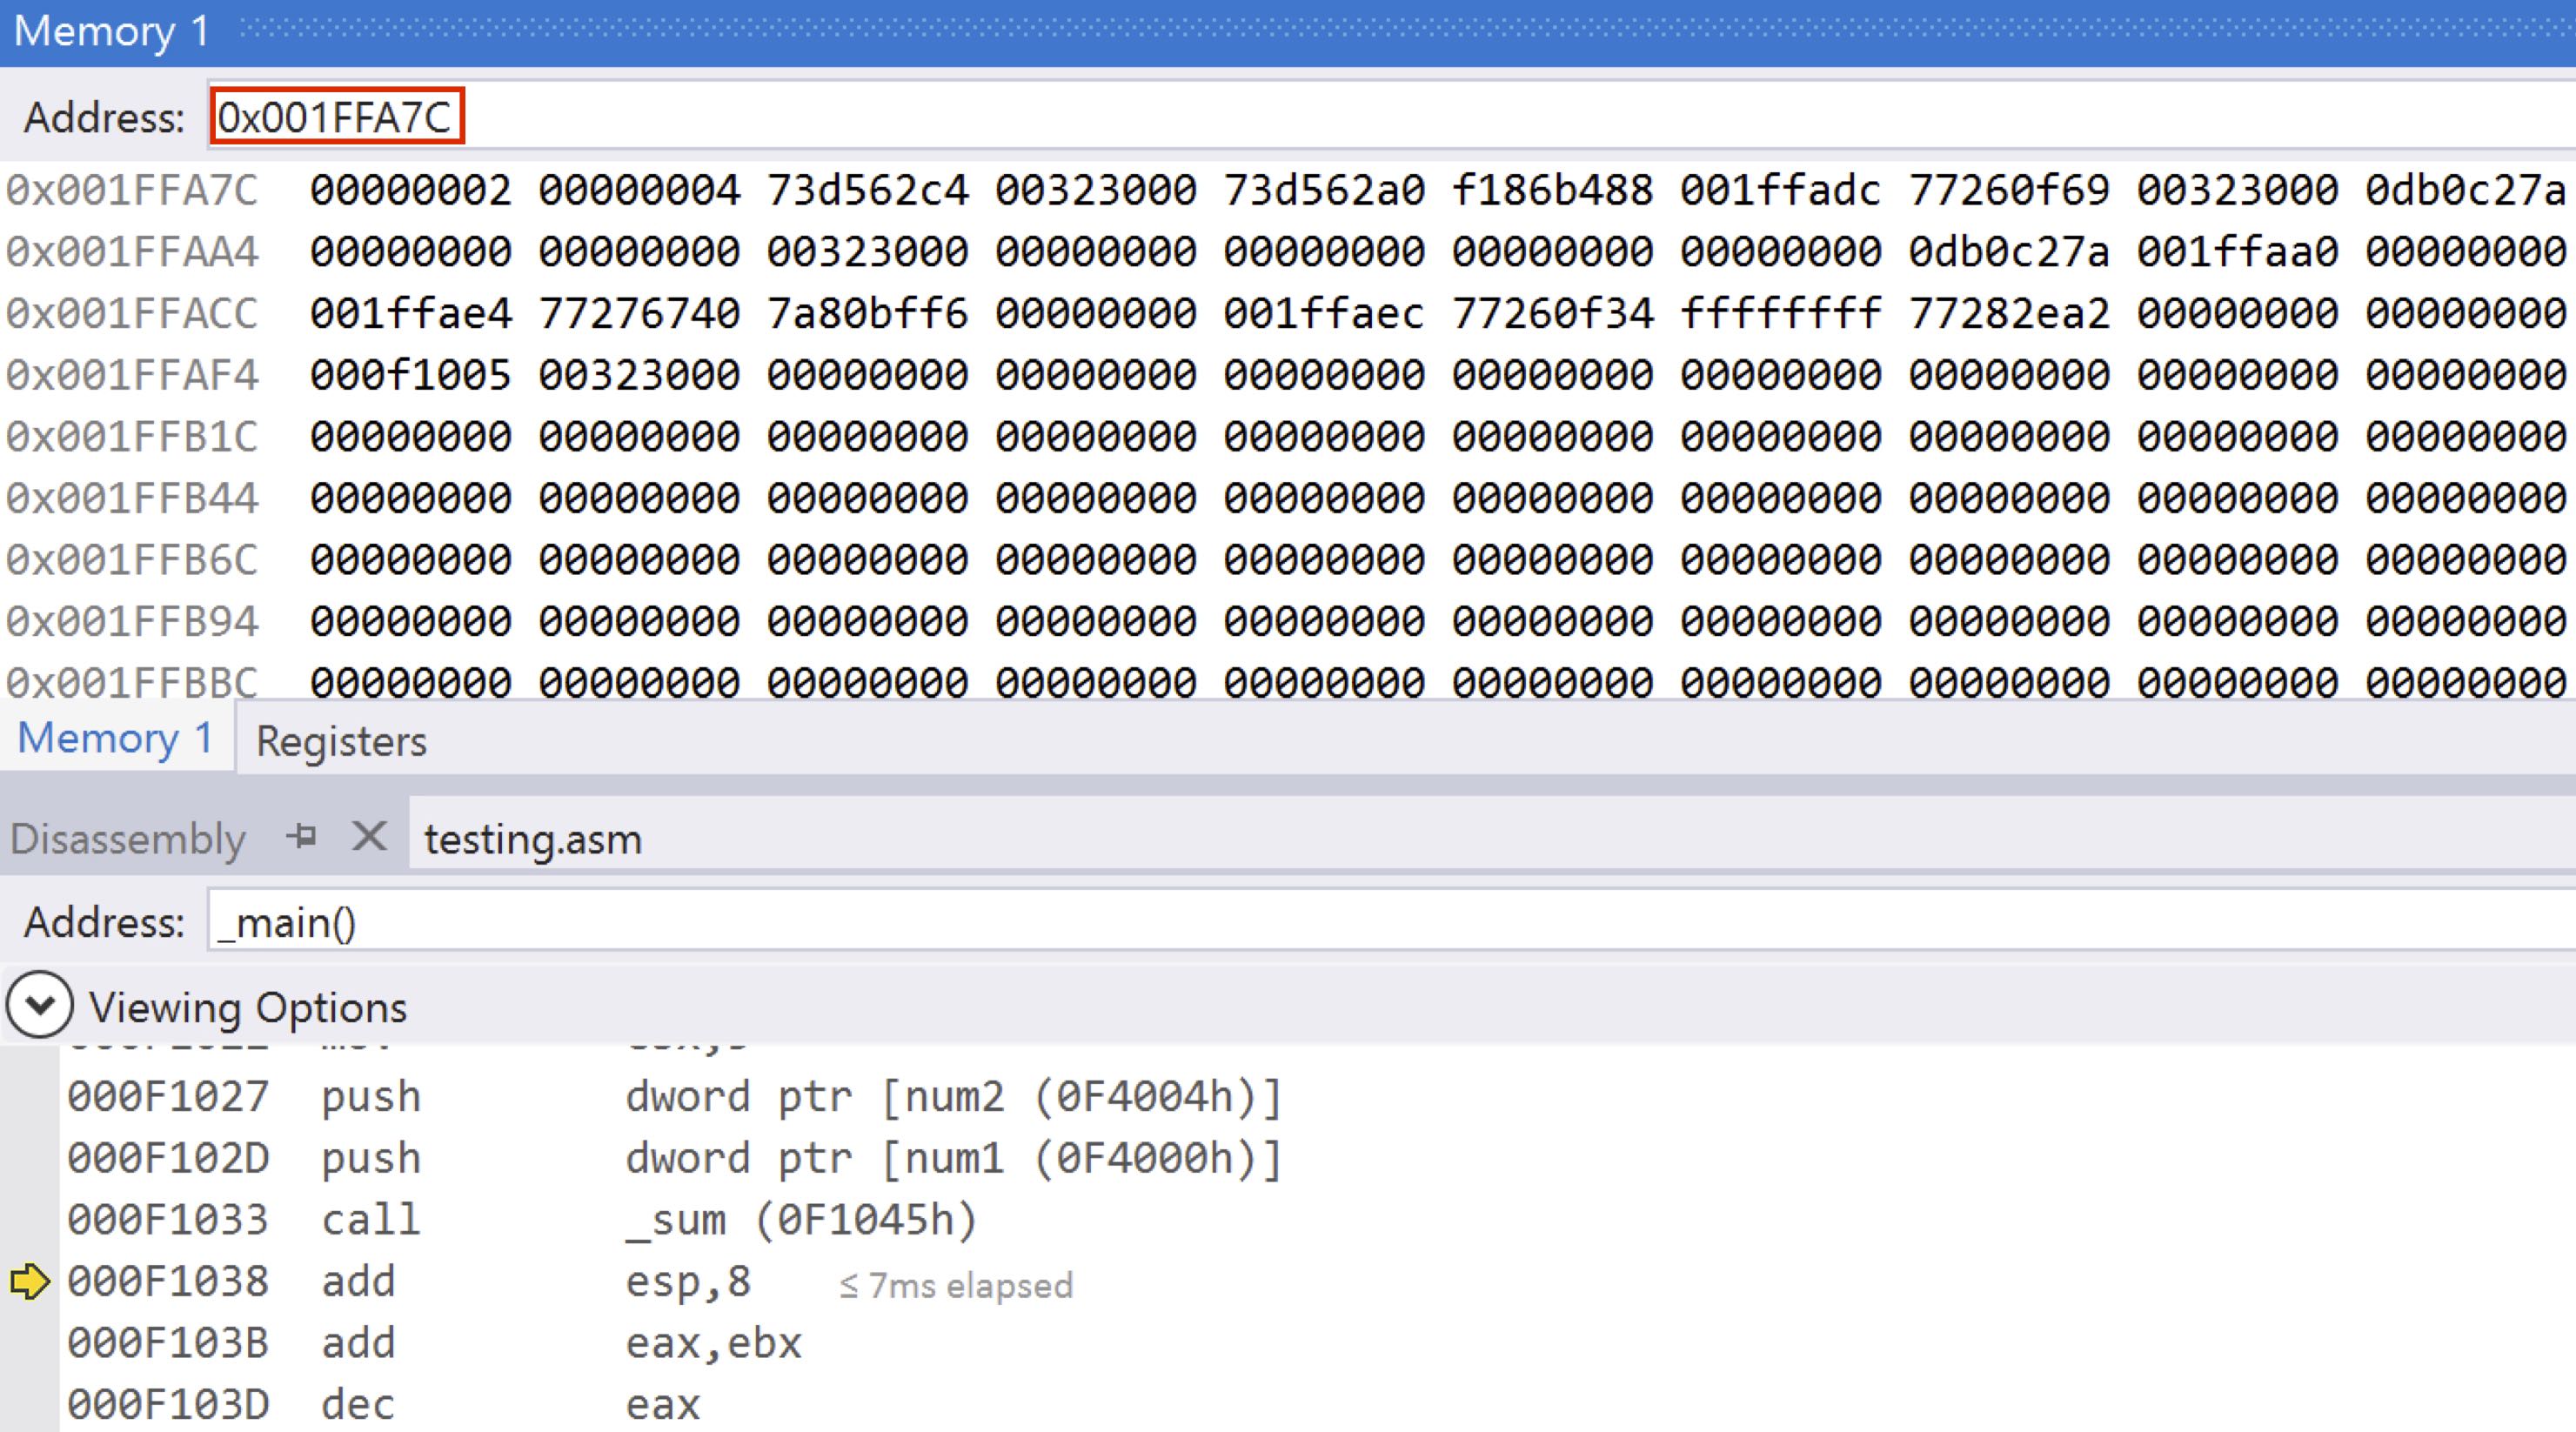 Memory 1
Address: 0x001FFA7C
0x001FFA7C 00000002 00000004 73d562c4 00323000 73d562a0 f186b488 001ffadc 77260f69 00323000 0db0c27a
0x001FFAA4 00000000 00000000 00323000 00000000 00000000 00000000 00000000 0db0c27a 001ffaa0 00000000
0x001FFACC 001ffae4 77276740 7a80bff6 00000000 001ffaec 77260f34 ffffffff 77282ea2 00000000 00000000
0x001FFAF4 000f1005 00323000 00000000 00000000 00000000 00000000 00000000 00000000 00000000 00000000
0x001FFB1C 00000000 00000000 00000000 00000000 00000000 00000000 00000000 00000000 00000000 00000000
0x001FFB44 00000000 00000000 00000000 00000000 00000000 00000000 00000000 00000000 00000000 00000000
0x001FFB6C 00000000 00000000 00000000 00000000 00000000 00000000 00000000 00000000 00000000 00000000
0x001FFB94 00000000 00000000 00000000 00000000 00000000 00000000 00000000 00000000 00000000 00000000
0x001FFBBC 00000000 00000000 00000000 00000000 00000000 00000000 00000000 00000000 00000000 00000000
Memory 1 Registers
Disassembly testing.asm
Address: _main()
Viewing Options
000F1027 push dword ptr [num2 (0F4004h)]
000F102D push dword ptr [num1 (0F4000h)]
000F1033 call _sum (0F1045h)
000F1038 add esp,8 ≤ 7ms elapsed
000F103B add eax,ebx
000F103D dec eax